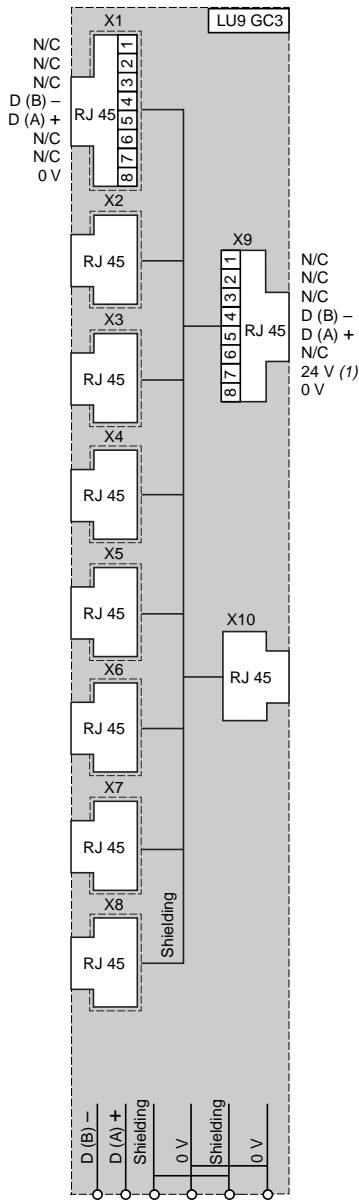 X1
LU9 GC3
N/C
N/C
N/C
D (B) –
D (A) +
N/C
N/C
0 V
RJ 45
1
2
3
4
5
6
7
8
X2
RJ 45
X9
1
2
3
4
5
6
7
8
RJ 45
N/C
N/C
N/C
D (B) –
D (A) +
N/C
24 V (1)
0 V
X3
RJ 45
X4
RJ 45
X5
RJ 45
X10
RJ 45
X6
RJ 45
X7
RJ 45
X8
RJ 45
Shielding
D (B) –
D (A) +
Shielding
0 V
Shielding
0 V